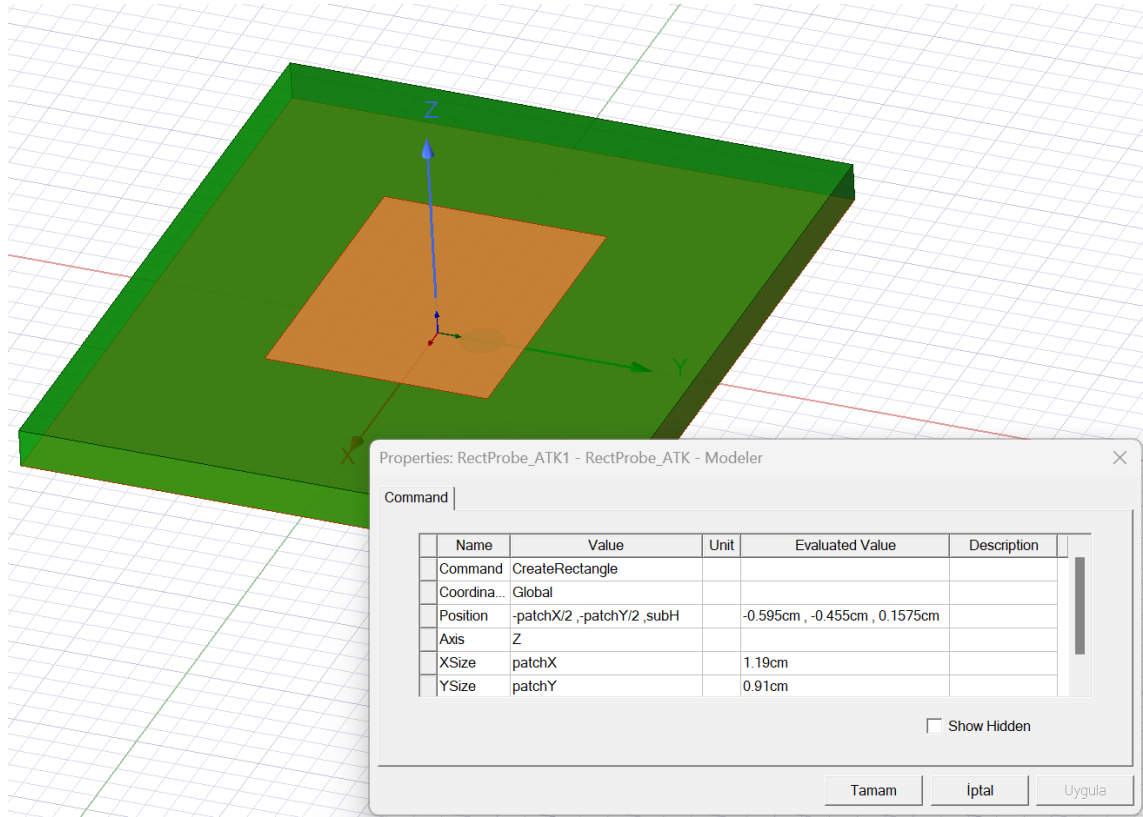 Z
Y
X
Properties: RectProbe_ATK1 - RectProbe_ATK - Modeler
Command
Name Value Unit Evaluated Value Description
Command CreateRectangle
Coordina... Global
Position -patchX/2 ,-patchY/2 ,subH -0.595cm , -0.455cm , 0.1575cm
Axis Z
XSize patchX 1.19cm
YSize patchY 0.91cm
Show Hidden
Tamam İptal Uygula